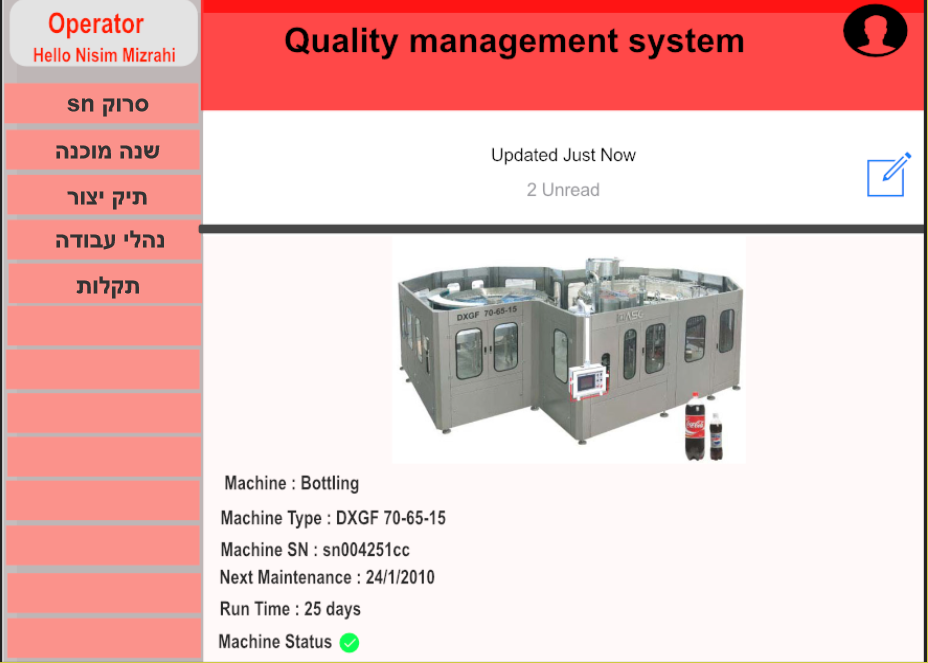 Operator
Hello Nisim Mizrahi
Quality management system
סרוק sn
שנה מוכנה
תיק יצור
נהלי עבודה
תקלות
Updated Just Now
2 Unread
DXGF 70-65-15
Machine : Bottling
Machine Type : DXGF 70-65-15
Machine SN : sn004251cc
Next Maintenance : 24/1/2010
Run Time : 25 days
Machine Status